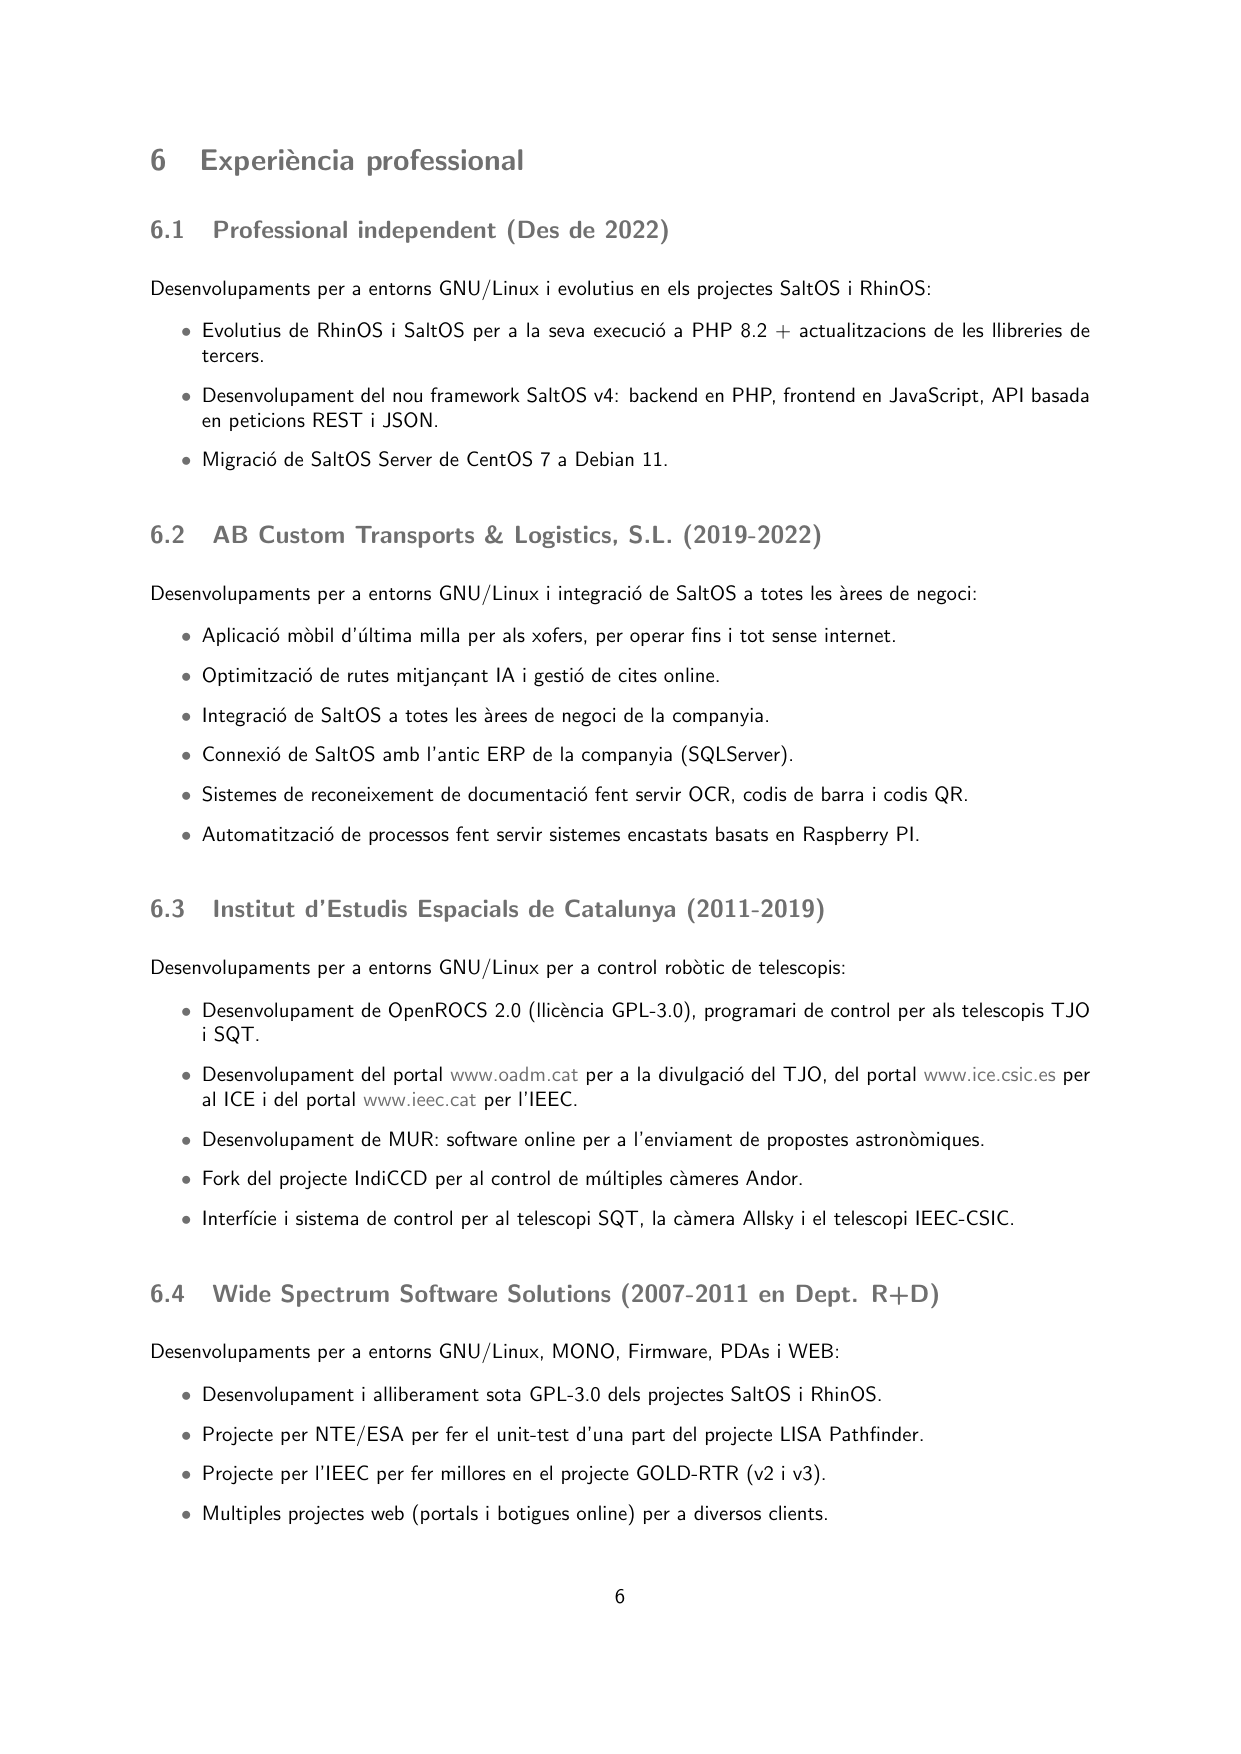 6 Experiència professional
6.1 Professional independent (Des de 2022)
Desenvolupaments per a entorns GNU/Linux i evolutius en els projectes SaltOS i RhinOS:
• Evolutius de RhinOS i SaltOS per a la seva execució a PHP 8.2 + actualitzacions de les llibreries de
tercers.
• Desenvolupament del nou framework SaltOS v4: backend en PHP, frontend en JavaScript, API basada
en peticions REST i JSON.
• Migració de SaltOS Server de CentOS 7 a Debian 11.
6.2 AB Custom Transports & Logistics, S.L. (2019-2022)
Desenvolupaments per a entorns GNU/Linux i integració de SaltOS a totes les àrees de negoci:
• Aplicació mòbil d'última milla per als xofers, per operar fins i tot sense internet.
• Optimització de rutes mitjançant IA i gestió de cites online.
• Integració de SaltOS a totes les àrees de negoci de la companyia.
• Connexió de SaltOS amb l'antic ERP de la companyia (SQLServer).
• Sistemes de reconeixement de documentació fent servir OCR, codis de barra i codis QR.
• Automatització de processos fent servir sistemes encastats basats en Raspberry PI.
6.3 Institut d'Estudis Espacials de Catalunya (2011-2019)
Desenvolupaments per a entorns GNU/Linux per a control robòtic de telescopis:
• Desenvolupament de OpenROCS 2.0 (llicència GPL-3.0), programari de control per als telescopis TJO
i SQT.
• Desenvolupament del portal www.oadm.cat per a la divulgació del TJO, del portal www.ice.csic.es per
al ICE i del portal www.ieec.cat per l'IEEC.
• Desenvolupament de MUR: software online per a l'enviament de propostes astronòmiques.
• Fork del projecte IndiCCD per al control de múltiples càmeres Andor.
• Interfície i sistema de control per al telescopi SQT, la càmera Allsky i el telescopi IEEC-CSIC.
6.4 Wide Spectrum Software Solutions (2007-2011 en Dept. R+D)
Desenvolupaments per a entorns GNU/Linux, MONO, Firmware, PDAs i WEB:
• Desenvolupament i alliberament sota GPL-3.0 dels projectes SaltOS i RhinOS.
• Projecte per NTE/ESA per fer el unit-test d'una part del projecte LISA Pathfinder.
• Projecte per l'IEEC per fer millores en el projecte GOLD-RTR (v2 i v3).
• Multiples projectes web (portals i botigues online) per a diversos clients.
6